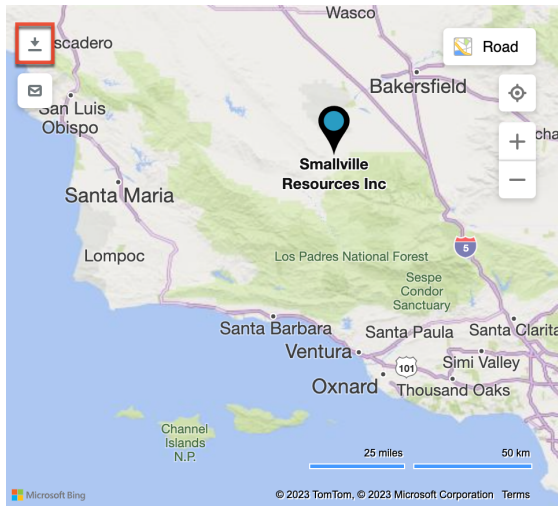 Wasco
scadero
Road
Bakersfield
San Luis
Obispo
cha
Smallville
Resources Inc
Santa Maria
5
Lompoc
Los Padres National Forest
Sespe
Condor
Sanctuary
Santa Barbara
Santa Paula
Santa Clarita
Ventura
Simi Valley
101
Oxnard
Thousand Oaks
Channel
Islands
N.P.
25 miles
50 km
Microsoft Bing
© 2023 TomTom, © 2023 Microsoft Corporation Terms